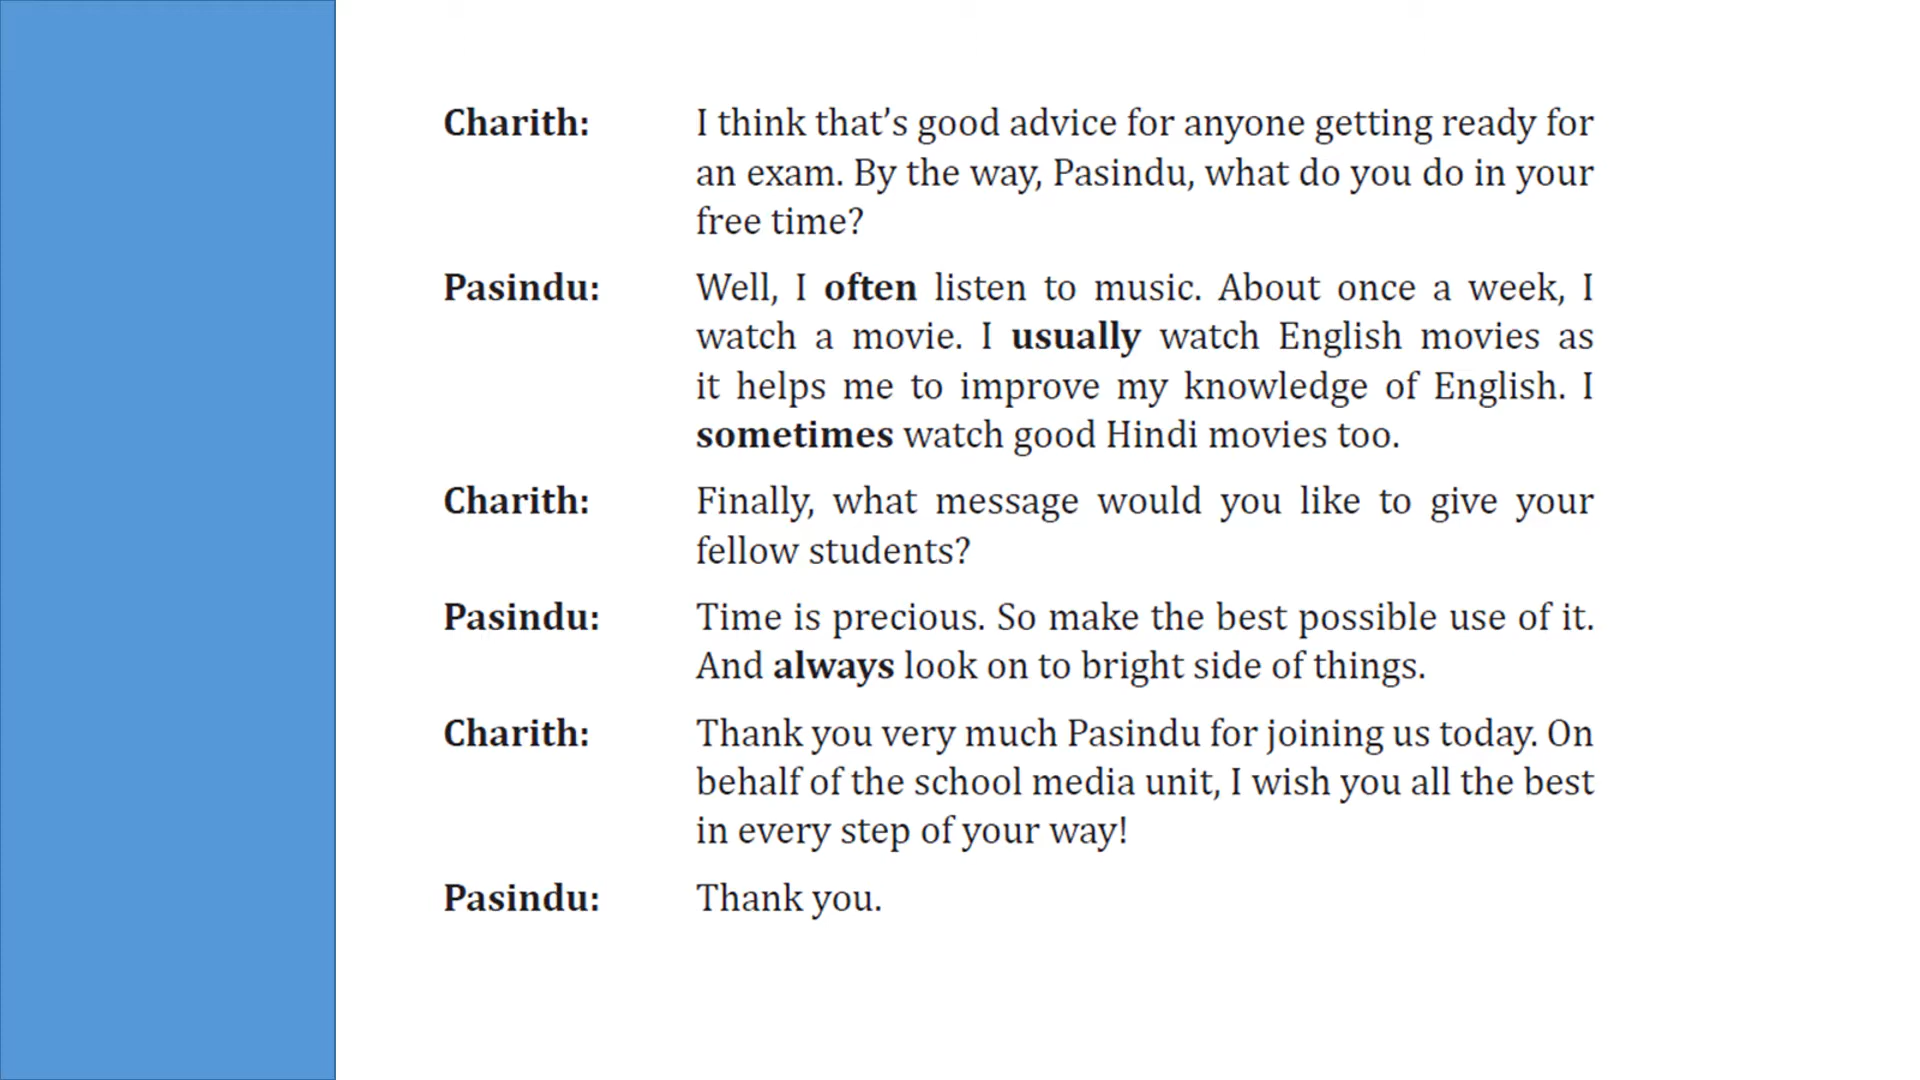 Charith: I think that's good advice for anyone getting ready for
an exam. By the way, Pasindu, what do you do in your
free time?
Pasindu: Well, I often listen to music. About once a week, I
watch a movie. I usually watch English movies as
it helps me to improve my knowledge of English. I
sometimes watch good Hindi movies too.
Charith: Finally, what message would you like to give your
fellow students?
Pasindu: Time is precious. So make the best possible use of it.
And always look on to bright side of things.
Charith: Thank you very much Pasindu for joining us today. On
behalf of the school media unit, I wish you all the best
in every step of your way!
Pasindu: Thank you.